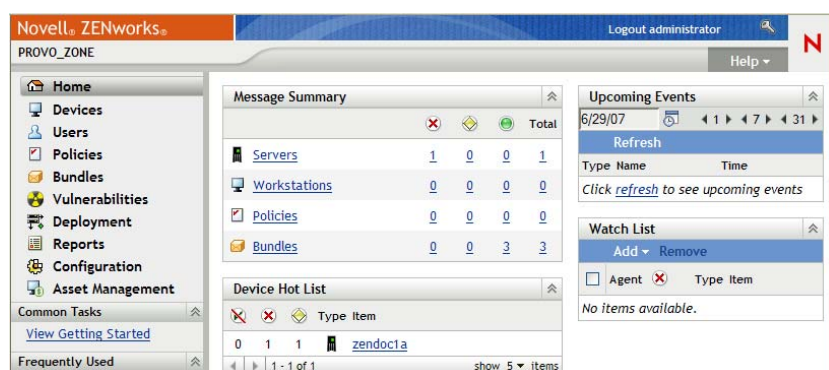 Novell® ZENworks®
Logout administrator
PROVO_ZONE
Help
N
Home
Devices
Users
Policies
Bundles
Vulnerabilities
Deployment
Reports
Configuration
Asset Management
Common Tasks
View Getting Started
Frequently Used
Message Summary
Total
Servers 1 0 0 1
Workstations 0 0 0 0
Policies 0 0 0 0
Bundles 0 0 3 3
Device Hot List
Type Item
0 1 1 zendoc1a
1 - 1 of 1 show 5 items
Upcoming Events
6/29/07 1 7 31
Refresh
Type Name Time
Click refresh to see upcoming events
Watch List
Add Remove
Agent Type Item
No items available.